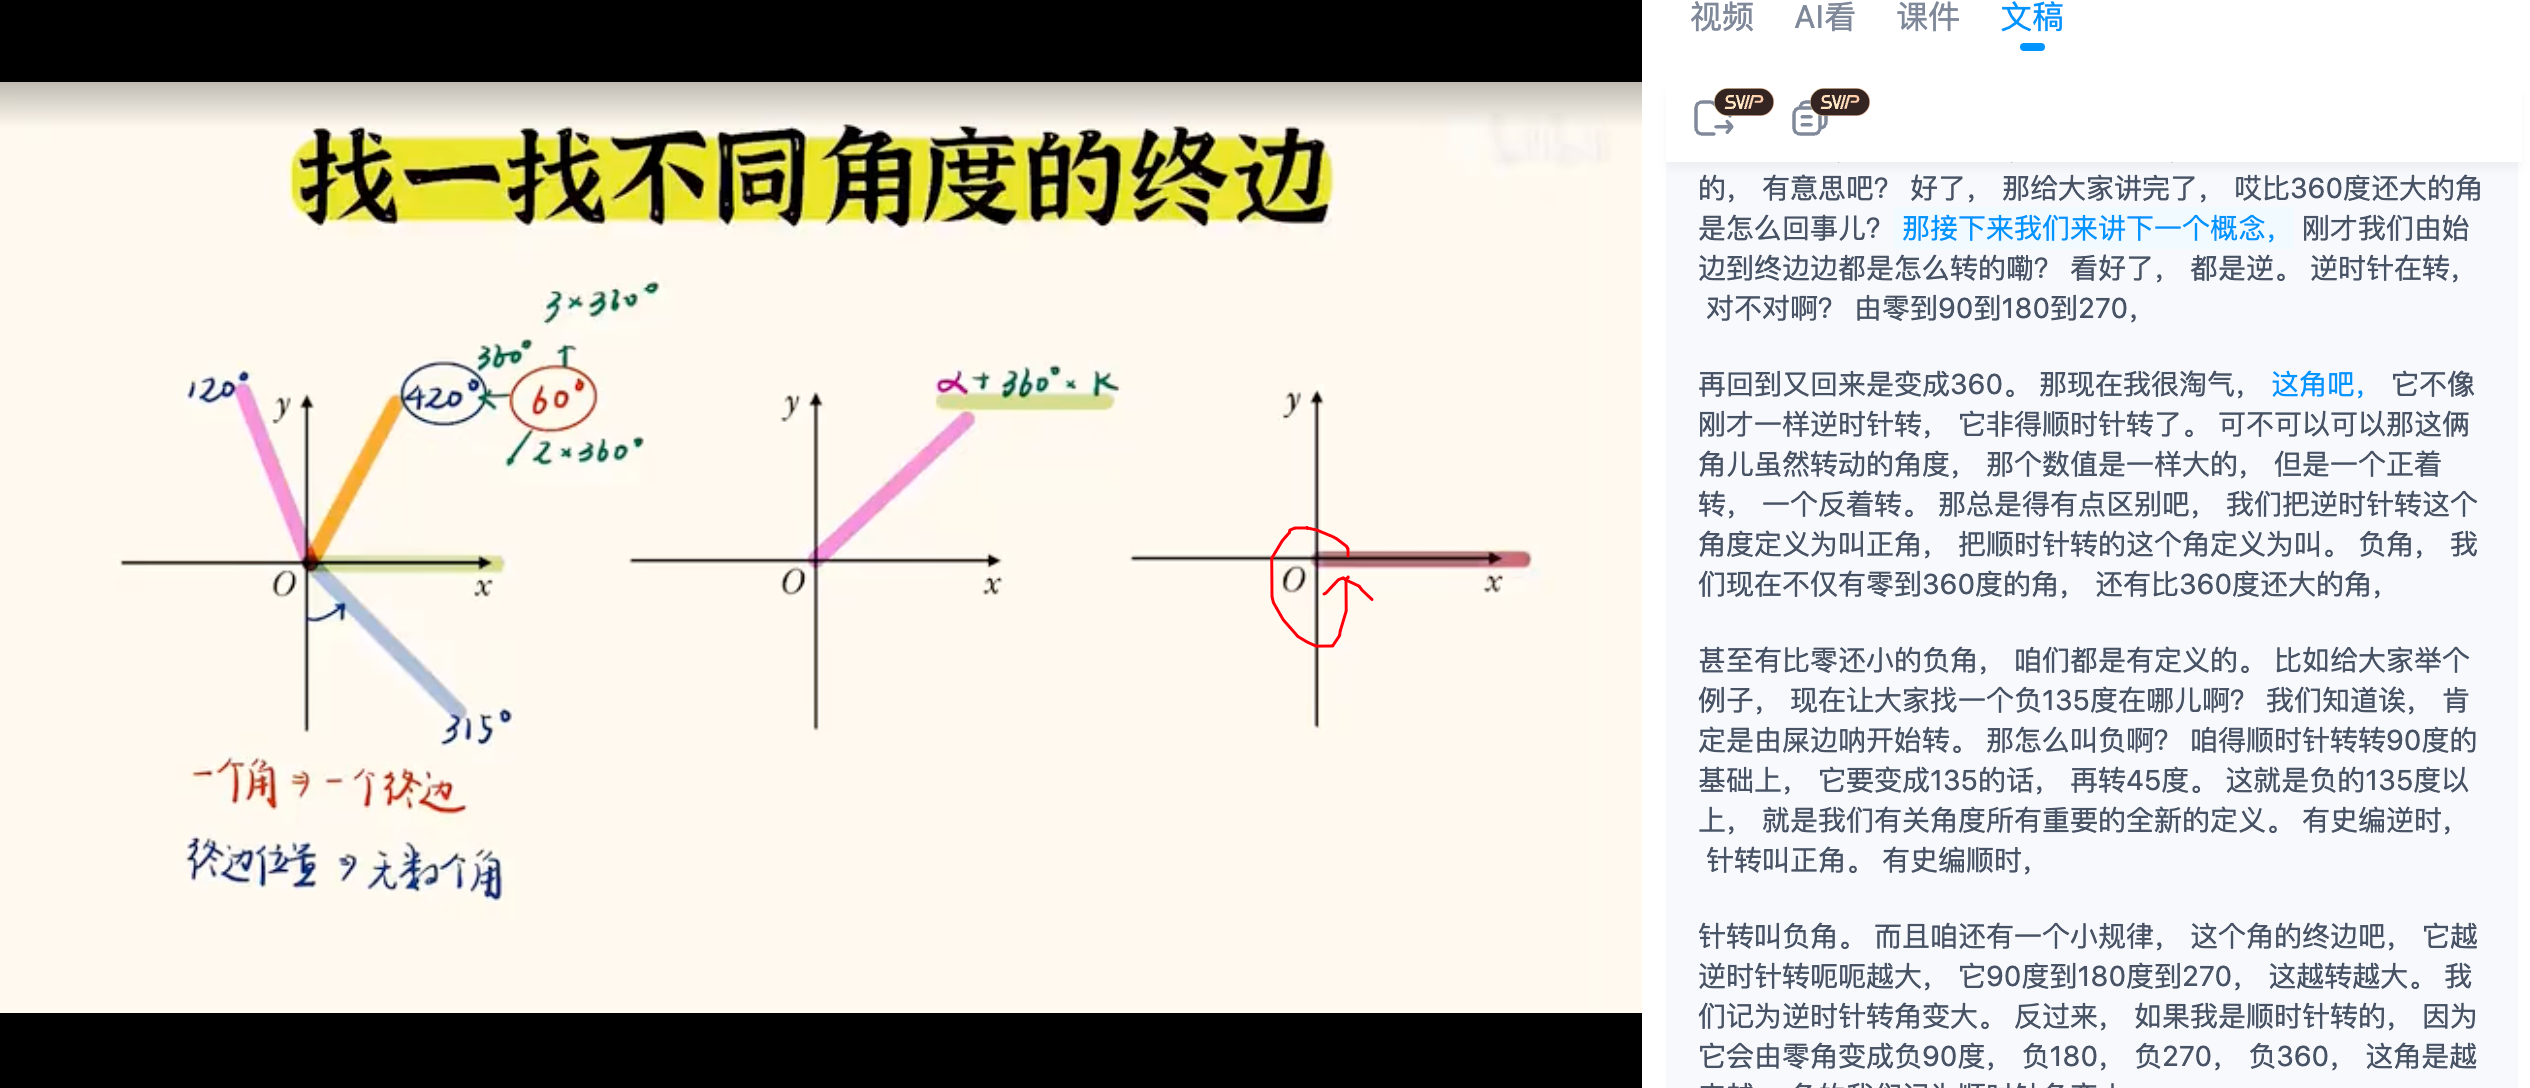 找一找不同角度的终边
3×360°
360°
120°
420°
60°
2×360°
y
O
x
315°
一个角⇒一个终边
终边位置⇒无数个角
α+360°×K
y
O
x
y
O
x
视频 AI看 课件 文稿
SVIP SVIP
的， 有意思吧？ 好了， 那给大家讲完了， 哎比360度还大的角
是怎么回事儿？ 那接下来我们来讲下一个概念， 刚才我们由始
边到终边边都是怎么转的嘞？ 看好了， 都是逆。 逆时针在转，
对不对啊？ 由零到90到180到270，
再回到又回来是变成360。 那现在我很淘气， 这角吧， 它不像
刚才一样逆时针转， 它非得顺时针转了。 可不可以可以那这俩
角儿虽然转动的角度， 那个数值是一样大的， 但是一个正着
转， 一个反着转。 那总是得有点区别吧， 我们把逆时针转这个
角度定义为叫正角， 把顺时针转的这个角定义为叫。 负角， 我
们现在不仅有零到360度的角， 还有比360度还大的角，
甚至有比零还小的负角， 咱们都是有定义的。 比如给大家举个
例子， 现在让大家找一个负135度在哪儿啊？ 我们知道诶， 肯
定是由屎边呐开始转。 那怎么叫负啊？ 咱得顺时针转转90度的
基础上， 它要变成135的话， 再转45度。 这就是负的135度以
上， 就是我们有关角度所有重要的全新的定义。 有史编逆时，
针转叫正角。 有史编顺时，
针转叫负角。 而且咱还有一个小规律， 这个角的终边吧， 它越
逆时针转呃呃越大， 它90度到180度到270， 这越转越大。 我
们记为逆时针转角变大。 反过来， 如果我是顺时针转的， 因为
它会由零角变成负90度， 负180， 负270， 负360， 这角是越